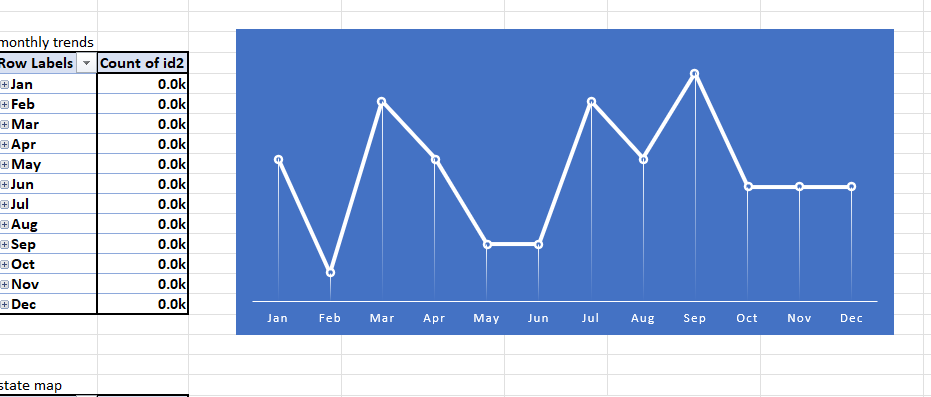 monthly trends
Row Labels Count of id2
Jan 0.0k
Feb 0.0k
Mar 0.0k
Apr 0.0k
May 0.0k
Jun 0.0k
Jul 0.0k
Aug 0.0k
Sep 0.0k
Oct 0.0k
Nov 0.0k
Dec 0.0k
Jan Feb Mar Apr May Jun Jul Aug Sep Oct Nov Dec
state map